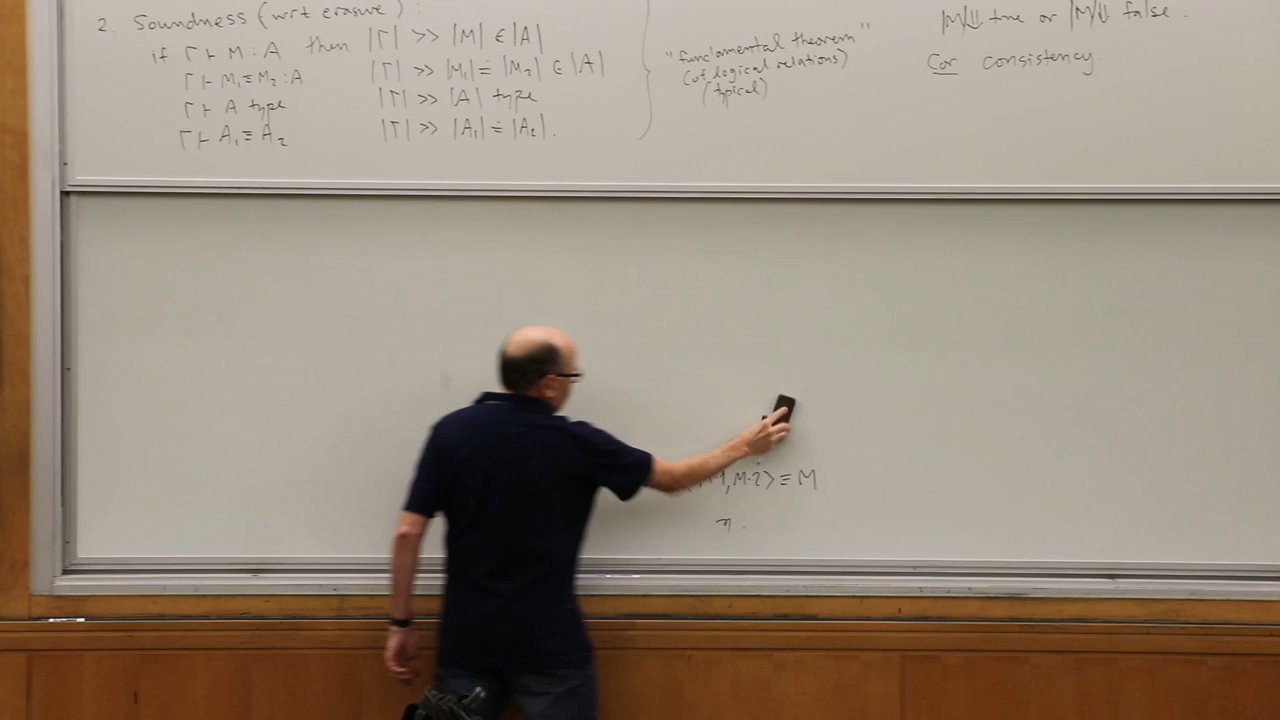 2. Soundness (wrt erasure) :
if Γ ⊢ M : A then |Γ| >> |M| ∈ |A|
Γ ⊢ M₁ ≡ M₂ : A |Γ| >> |M₁| ≐ |M₂| ∈ |A|
Γ ⊢ A type |Γ| >> |A| type
Γ ⊢ A₁ ≡ A₂ |Γ| >> |A₁| ≐ |A₂|.
"fundamental theorem"
(of logical relations)
(typical)
|M|⇓ true or |M|⇓ false.
Cor consistency.
M·2⟩ ≡ M
η.